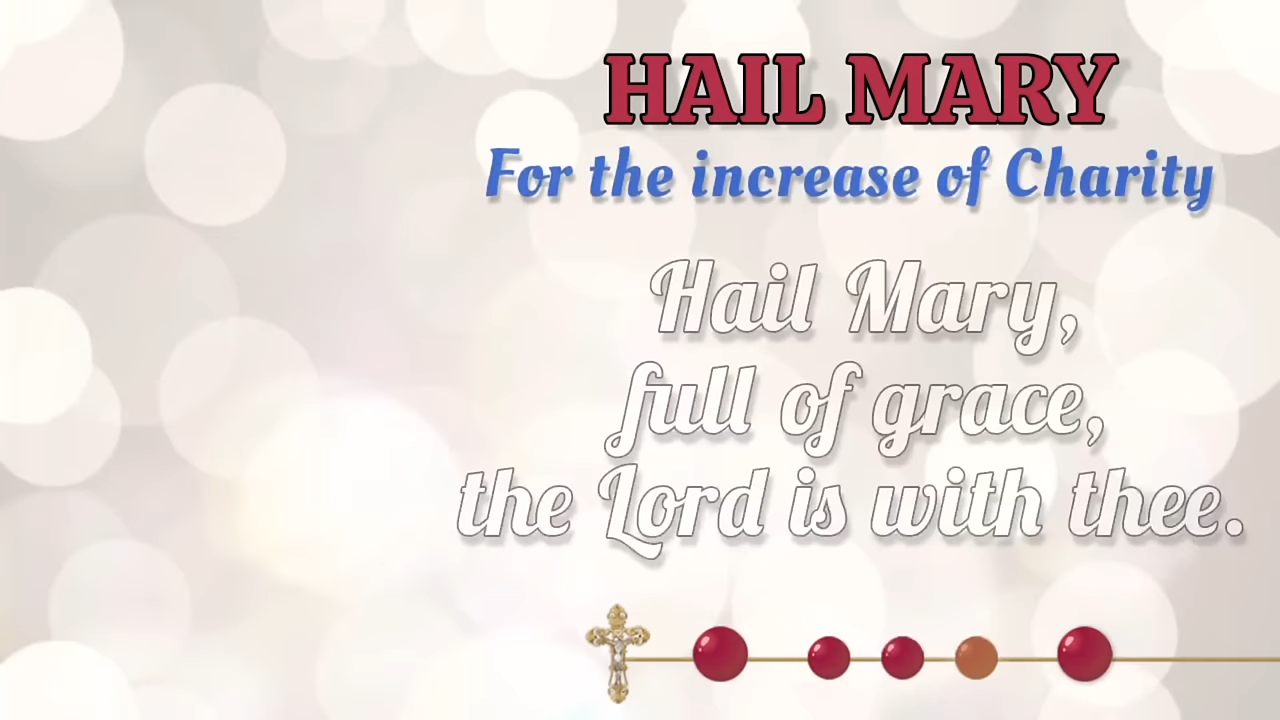 HAIL MARY
For the increase of Charity
Hail Mary,
full of grace,
the Lord is with thee.